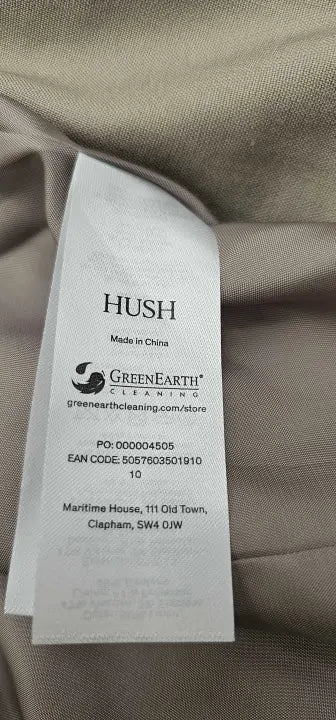 HUSH
Made in China
GREENEARTH®
CLEANING
greenearthcleaning.com/store
PO: 000004505
EAN CODE: 5057603501910
10
Maritime House, 111 Old Town,
Clapham, SW4 0JW